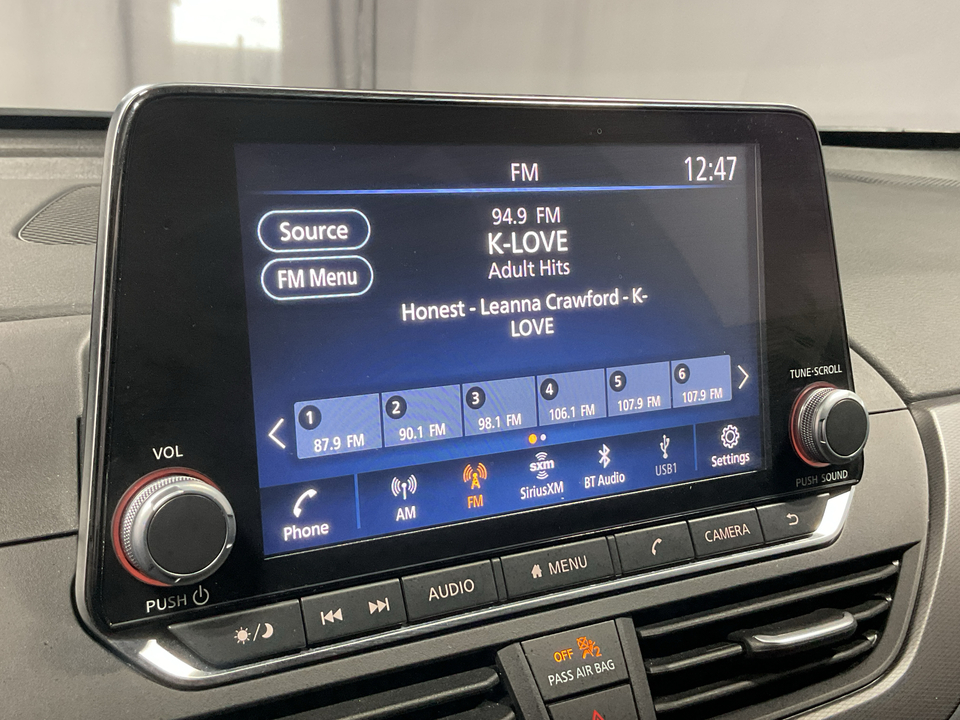 FM
12:47
Source
FM Menu
94.9 FM
K-LOVE
Adult Hits
Honest - Leanna Crawford - K-
LOVE
1
87.9 FM
2
90.1 FM
3
98.1 FM
4
106.1 FM
5
107.9 FM
6
107.9 FM
Phone
AM
FM
sxm
SiriusXM
BT Audio
USB1
Settings
VOL
PUSH
TUNE·SCROLL
PUSH SOUND
AUDIO
MENU
CAMERA
OFF
2
PASS AIR BAG